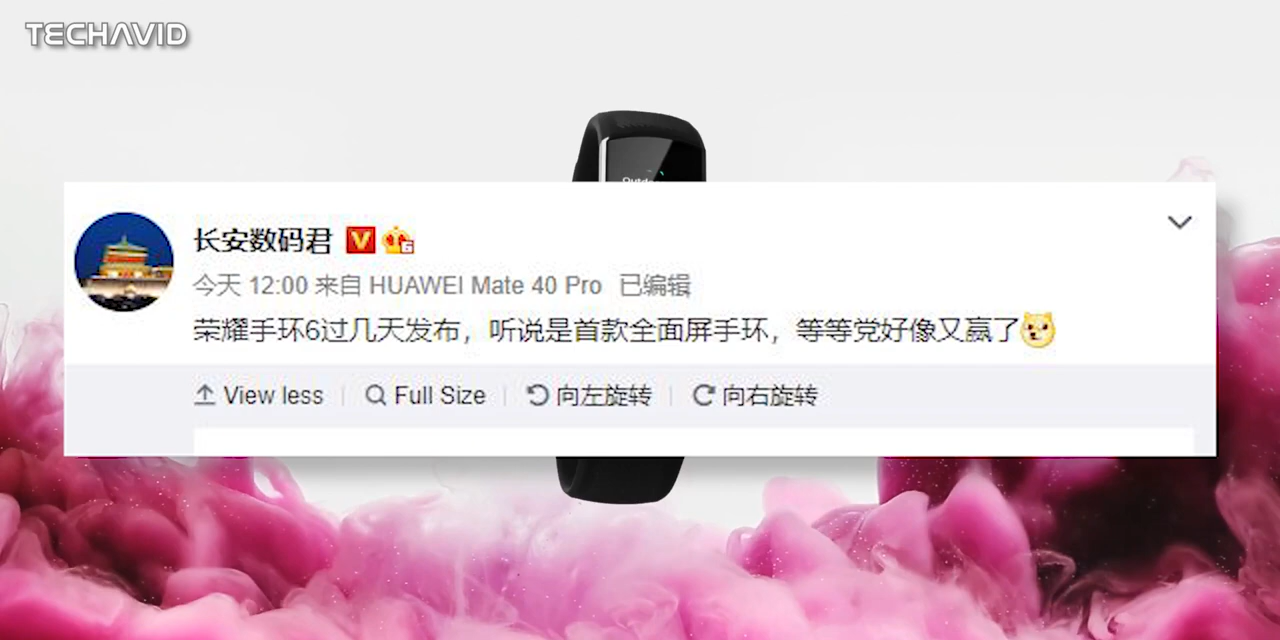 TECHAVID
长安数码君
今天 12:00 来自 HUAWEI Mate 40 Pro 已编辑
荣耀手环6过几天发布，听说是首款全面屏手环，等等党好像又赢了
View less Full Size 向左旋转 向右旋转